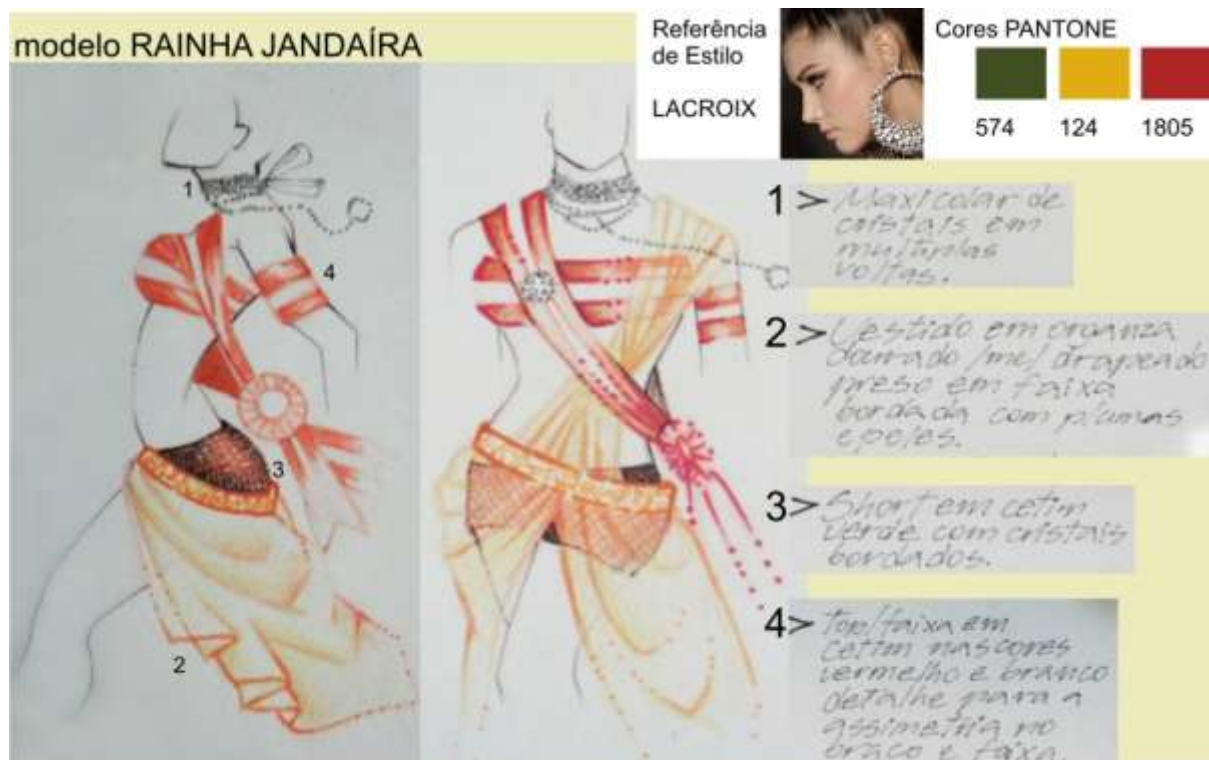 modelo RAINHA JANDAÍRA
Referência
de Estilo
LACROIX
Cores PANTONE
574 124 1805
1
4
3
2
1 > Maxicolar de
cristais em
multiplas
voltas.
2 > Vestido em organza
dourado/mel drapeado
preso em faixa
bordada com plumas
e peles.
3 > Short em cetim
verde com cristais
bordados.
4 > Top/faixa em
cetim nas cores
vermelho e branco
detalhe para a
assimetria no
braço e faixa.